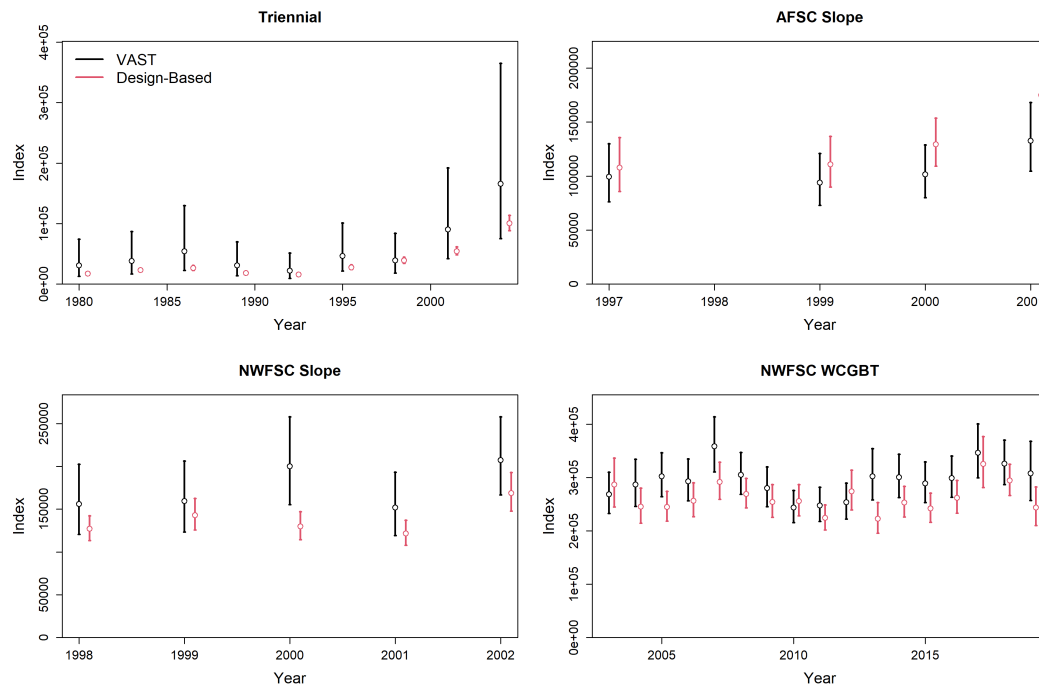 Triennial
VAST
Design-Based
Index
0e+00 1e+05 2e+05 3e+05 4e+05
1980 1985 1990 1995 2000
Year
AFSC Slope
Index
0 50000 100000 150000 200000
1997 1998 1999 2000 200
Year
NWFSC Slope
Index
0 50000 150000 250000
1998 1999 2000 2001 2002
Year
NWFSC WCGBT
Index
0e+00 1e+05 2e+05 3e+05 4e+05
2005 2010 2015
Year